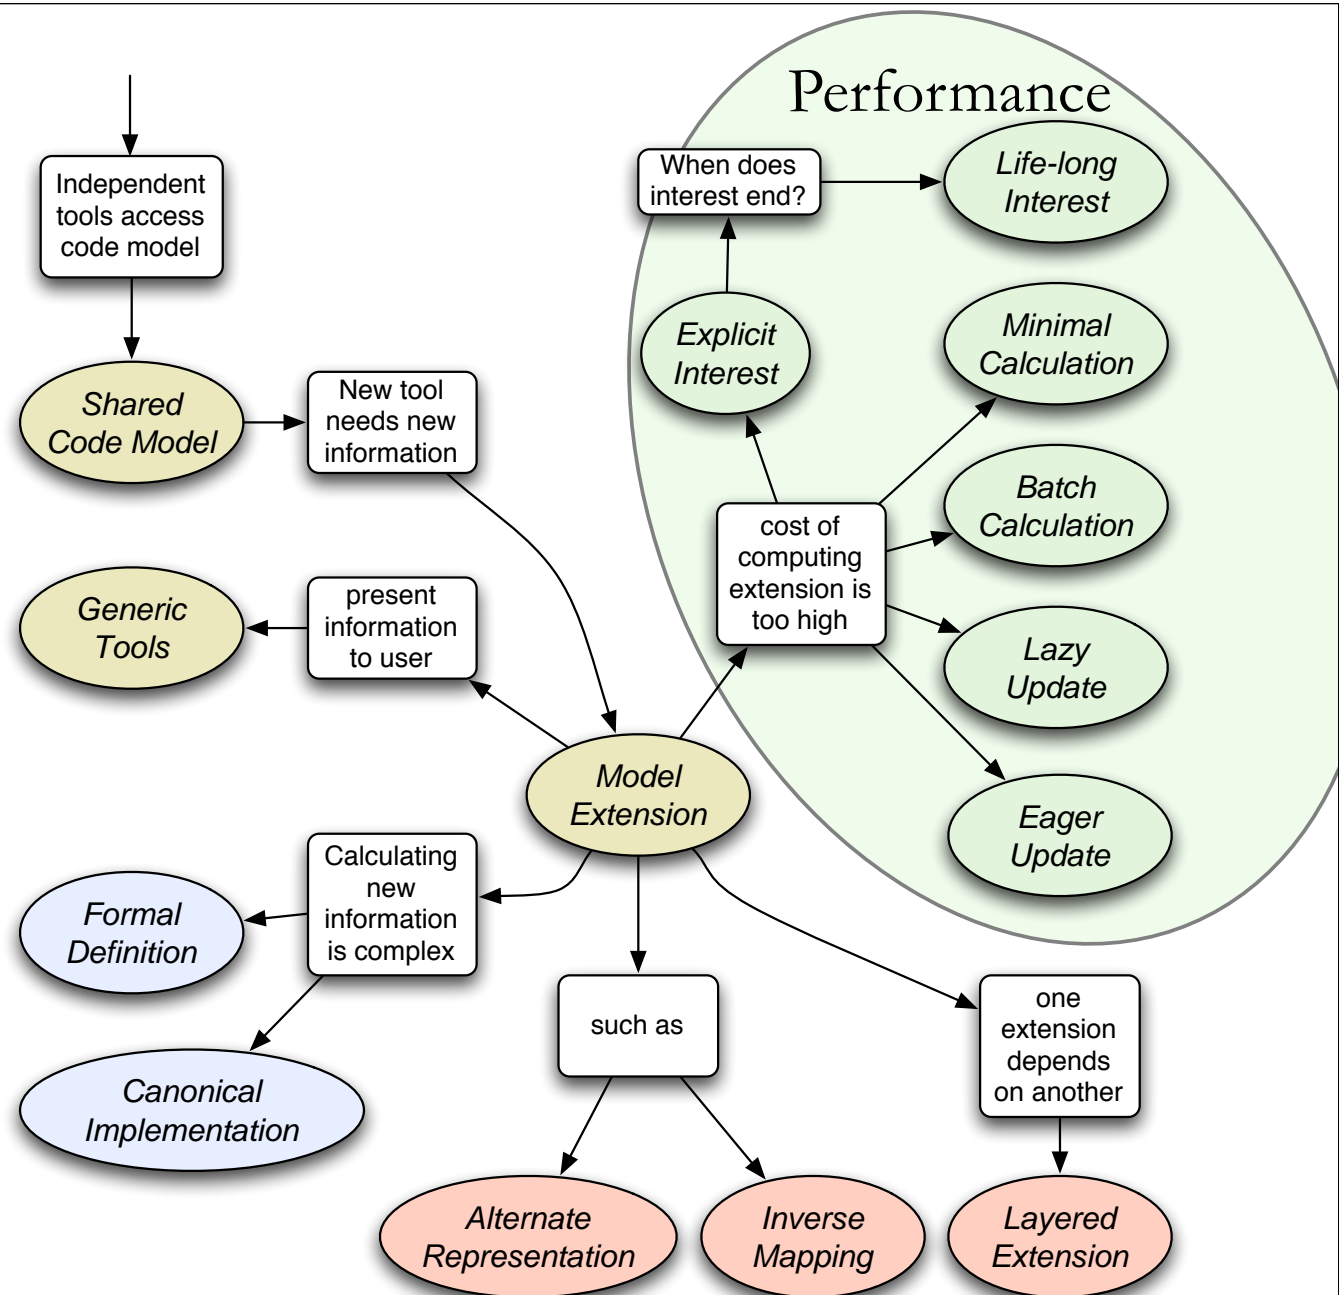 Performance
Independent
tools access
code model
When does
interest end?
Life-long
Interest
Explicit
Interest
Minimal
Calculation
Shared
Code Model
New tool
needs new
information
Batch
Calculation
cost of
computing
extension is
too high
Generic
Tools
present
information
to user
Lazy
Update
Model
Extension
Eager
Update
Calculating
new
information
is complex
Formal
Definition
such as
one
extension
depends
on another
Canonical
Implementation
Alternate
Representation
Inverse
Mapping
Layered
Extension